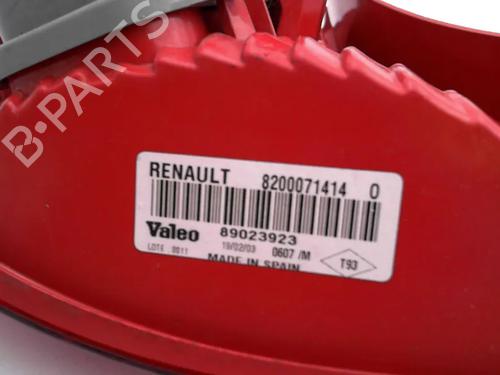 B-PARTS
RENAULT 8200071414 0
Valeo 89023923
LOTE 0011 19/02/03 0607 /M T93
MADE IN SPAIN